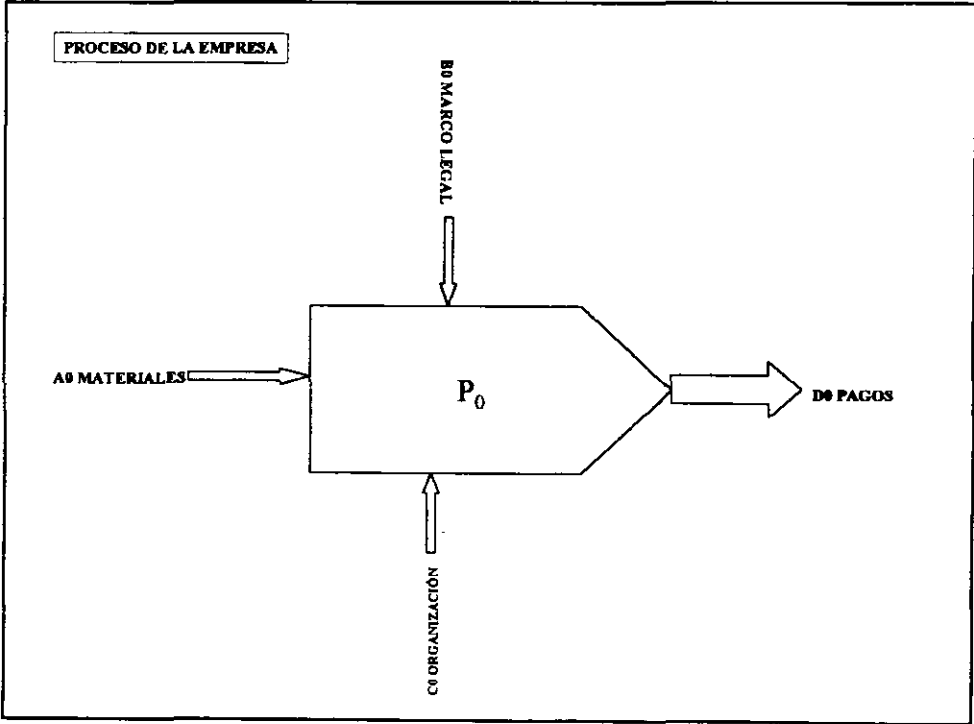 PROCESO DE LA EMPRESA
B0 MARCO LEGAL
A0 MATERIALES
P0
D0 PAGOS
C0 ORGANIZACIÓN